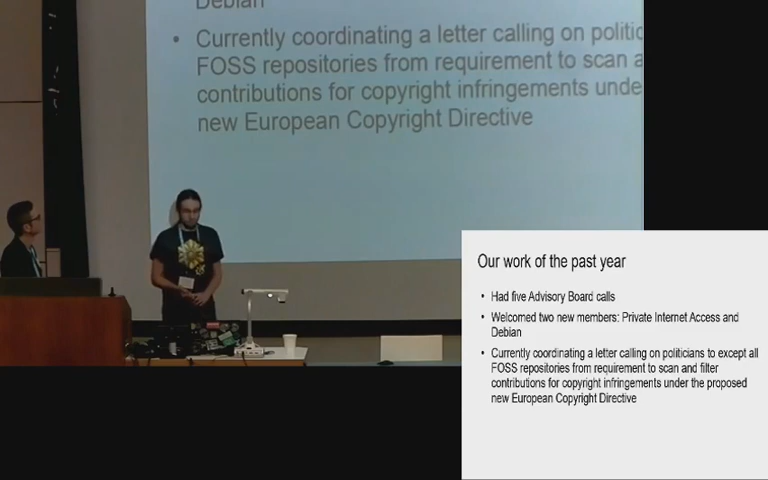 Debian
• Currently coordinating a letter calling on politic
FOSS repositories from requirement to scan a
contributions for copyright infringements unde
new European Copyright Directive
Our work of the past year
• Had five Advisory Board calls
• Welcomed two new members: Private Internet Access and
Debian
• Currently coordinating a letter calling on politicians to except all
FOSS repositories from requirement to scan and filter
contributions for copyright infringements under the proposed
new European Copyright Directive